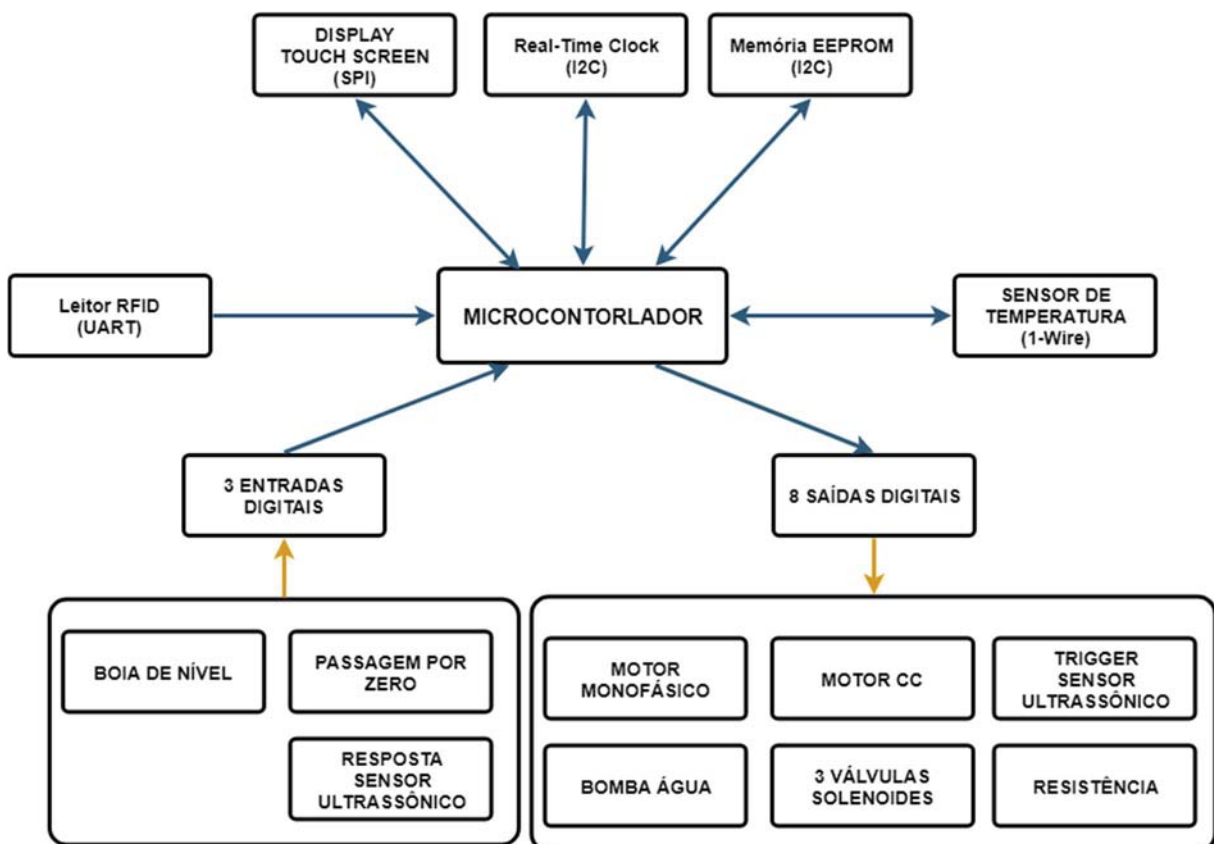 DISPLAY
TOUCH SCREEN
(SPI)
Real-Time Clock
(I2C)
Memória EEPROM
(I2C)
Leitor RFID
(UART)
MICROCONTORLADOR
SENSOR DE
TEMPERATURA
(1-Wire)
3 ENTRADAS
DIGITAIS
8 SAÍDAS DIGITAIS
BOIA DE NÍVEL
PASSAGEM POR
ZERO
RESPOSTA
SENSOR
ULTRASSÔNICO
MOTOR
MONOFÁSICO
MOTOR CC
TRIGGER
SENSOR
ULTRASSÔNICO
BOMBA ÁGUA
3 VÁLVULAS
SOLENOIDES
RESISTÊNCIA